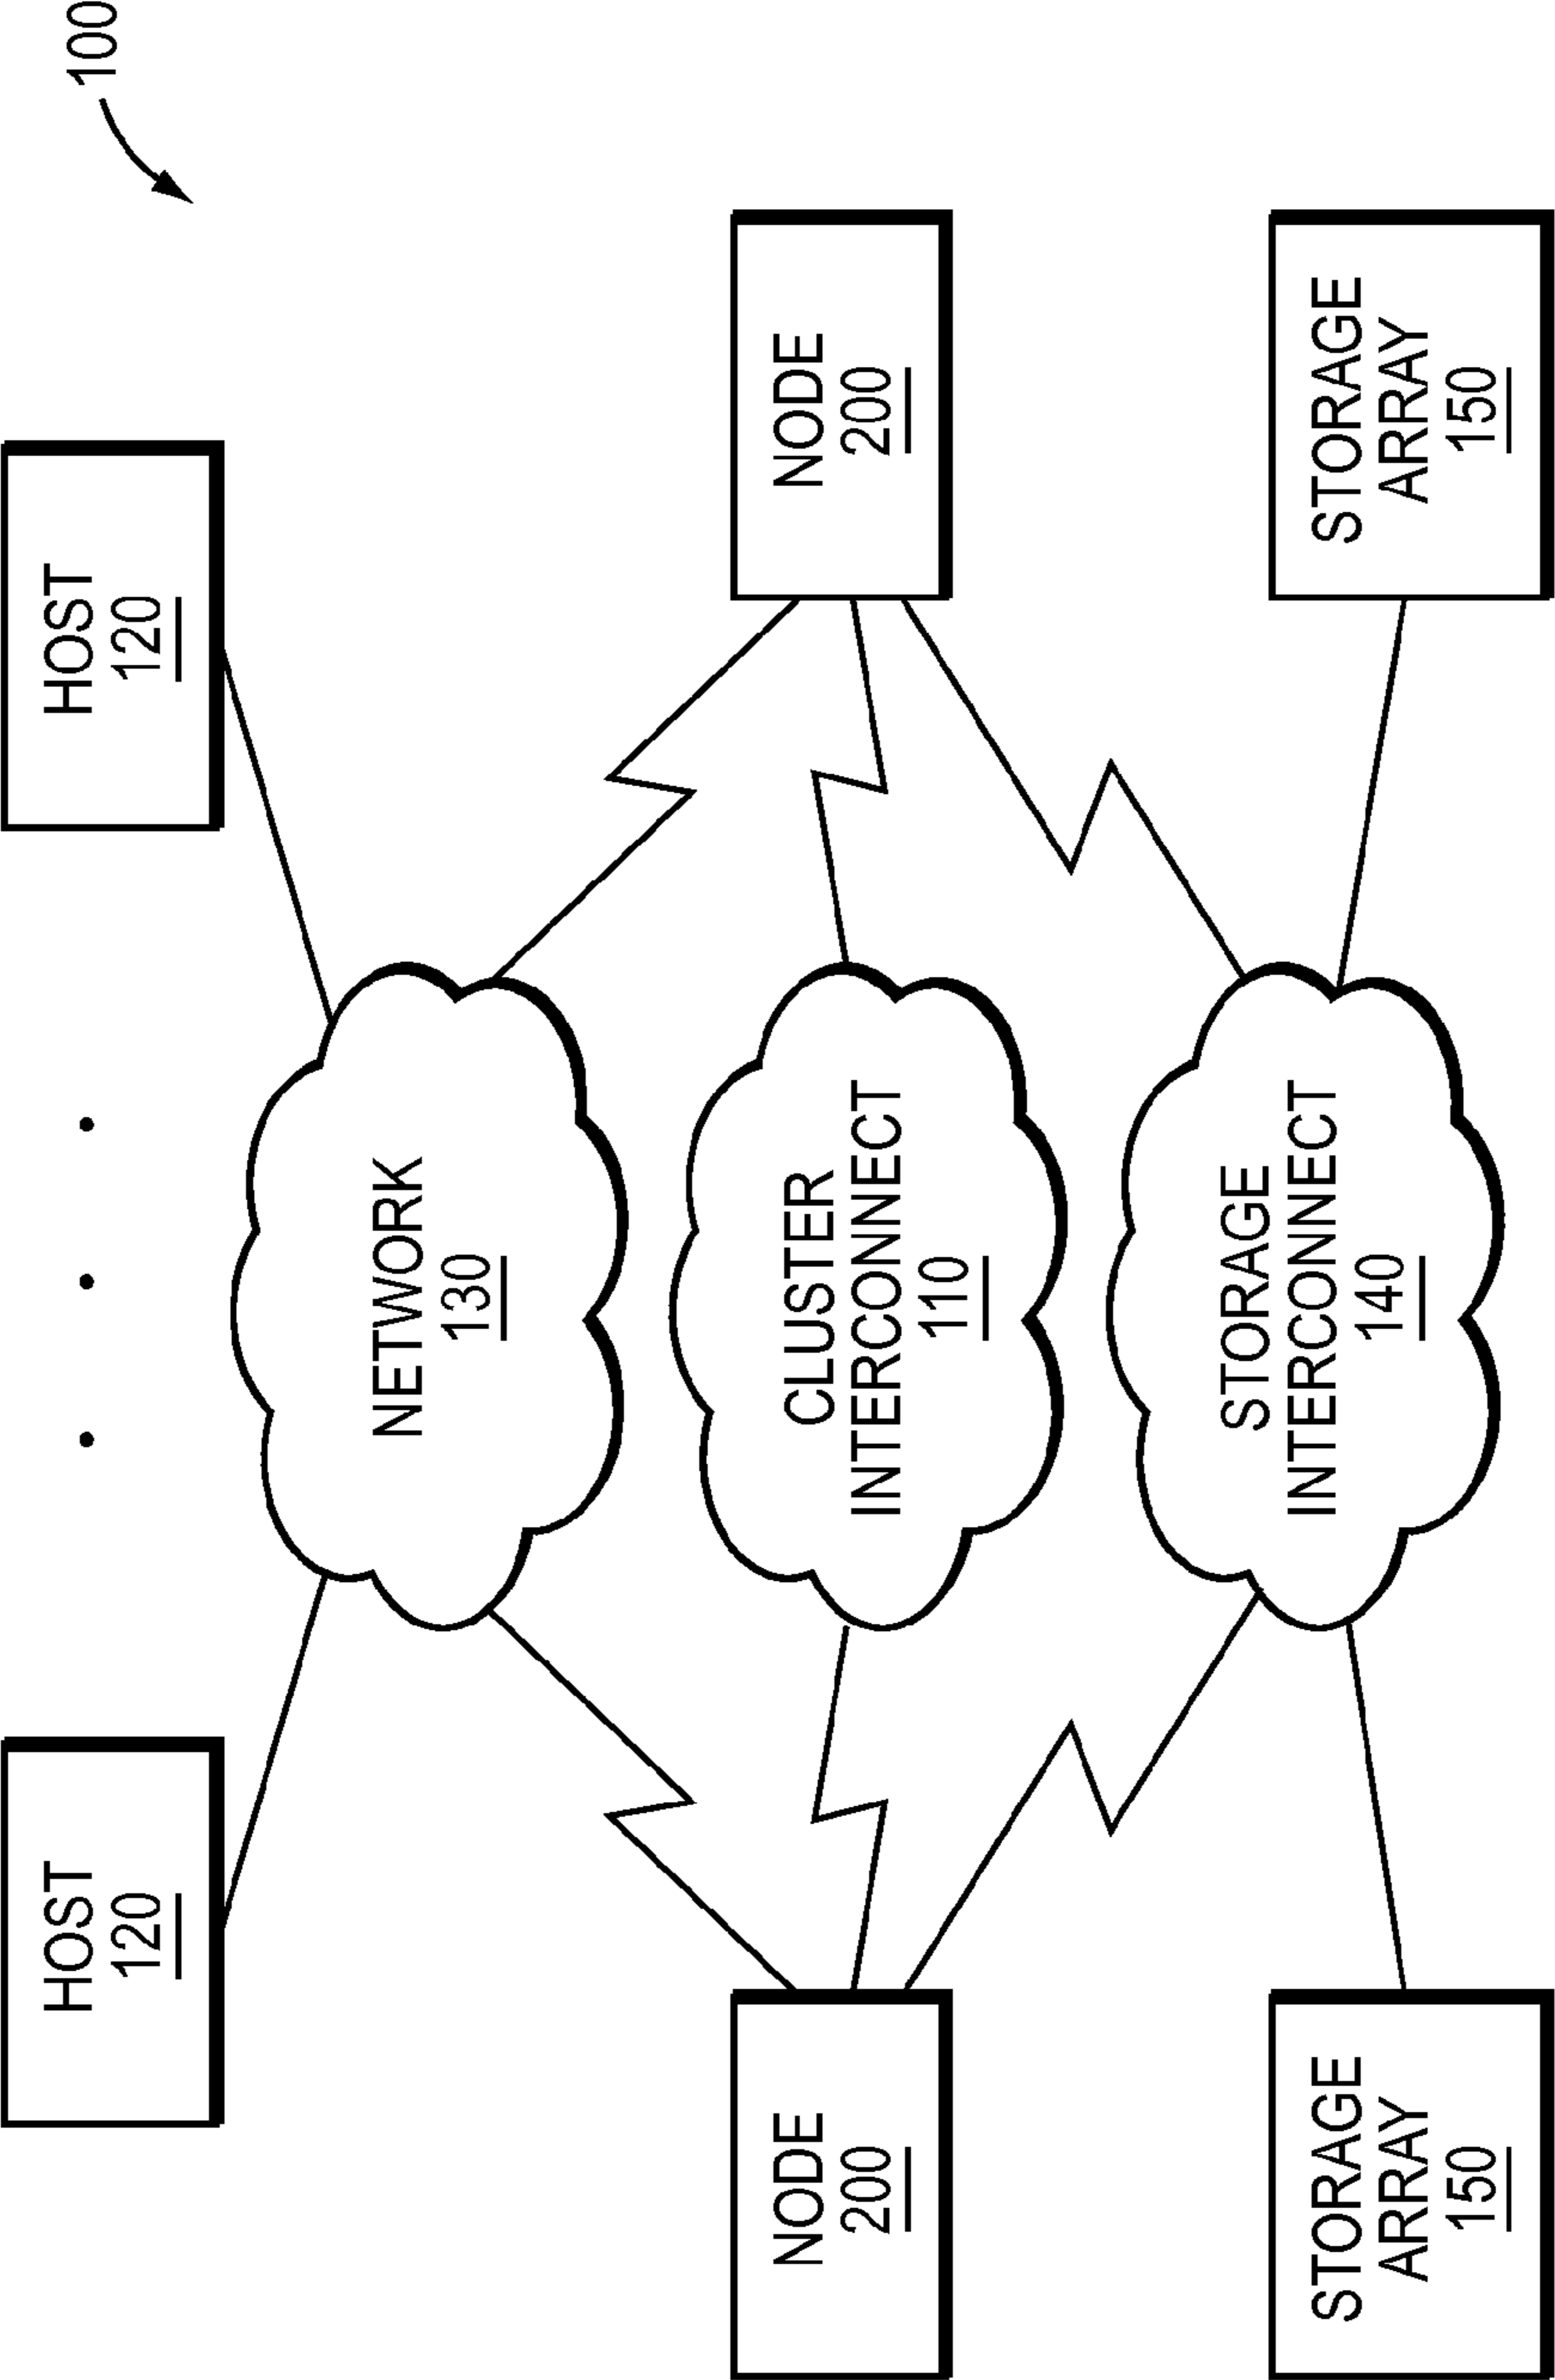 100
HOST
120
HOST
120
NETWORK
130
NODE
200
CLUSTER
INTERCONNECT
110
NODE
200
STORAGE
ARRAY
150
STORAGE
INTERCONNECT
140
STORAGE
ARRAY
150